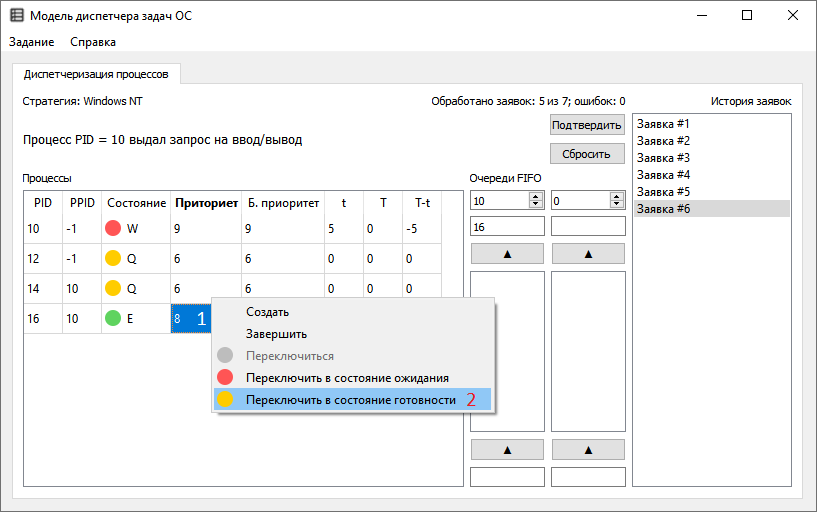 Модель диспетчера задач ОС
Задание Справка
Диспетчеризация процессов
Стратегия: Windows NT Обработано заявок: 5 из 7; ошибок: 0 История заявок
Процесс PID = 10 выдал запрос на ввод/вывод
Подтвердить
Сбросить
Заявка #1
Заявка #2
Заявка #3
Заявка #4
Заявка #5
Заявка #6
Процессы
PID PPID Состояние Приториет Б. приоритет t T T-t
10 -1 W 9 9 5 0 -5
12 -1 Q 6 6 0 0 0
14 10 Q 6 6 0 0 0
16 10 E 8 1
Создать
Завершить
Переключиться
Переключить в состояние ожидания
Переключить в состояние готовности 2
Очереди FIFO
10 0
16
▲ ▲
▲ ▲